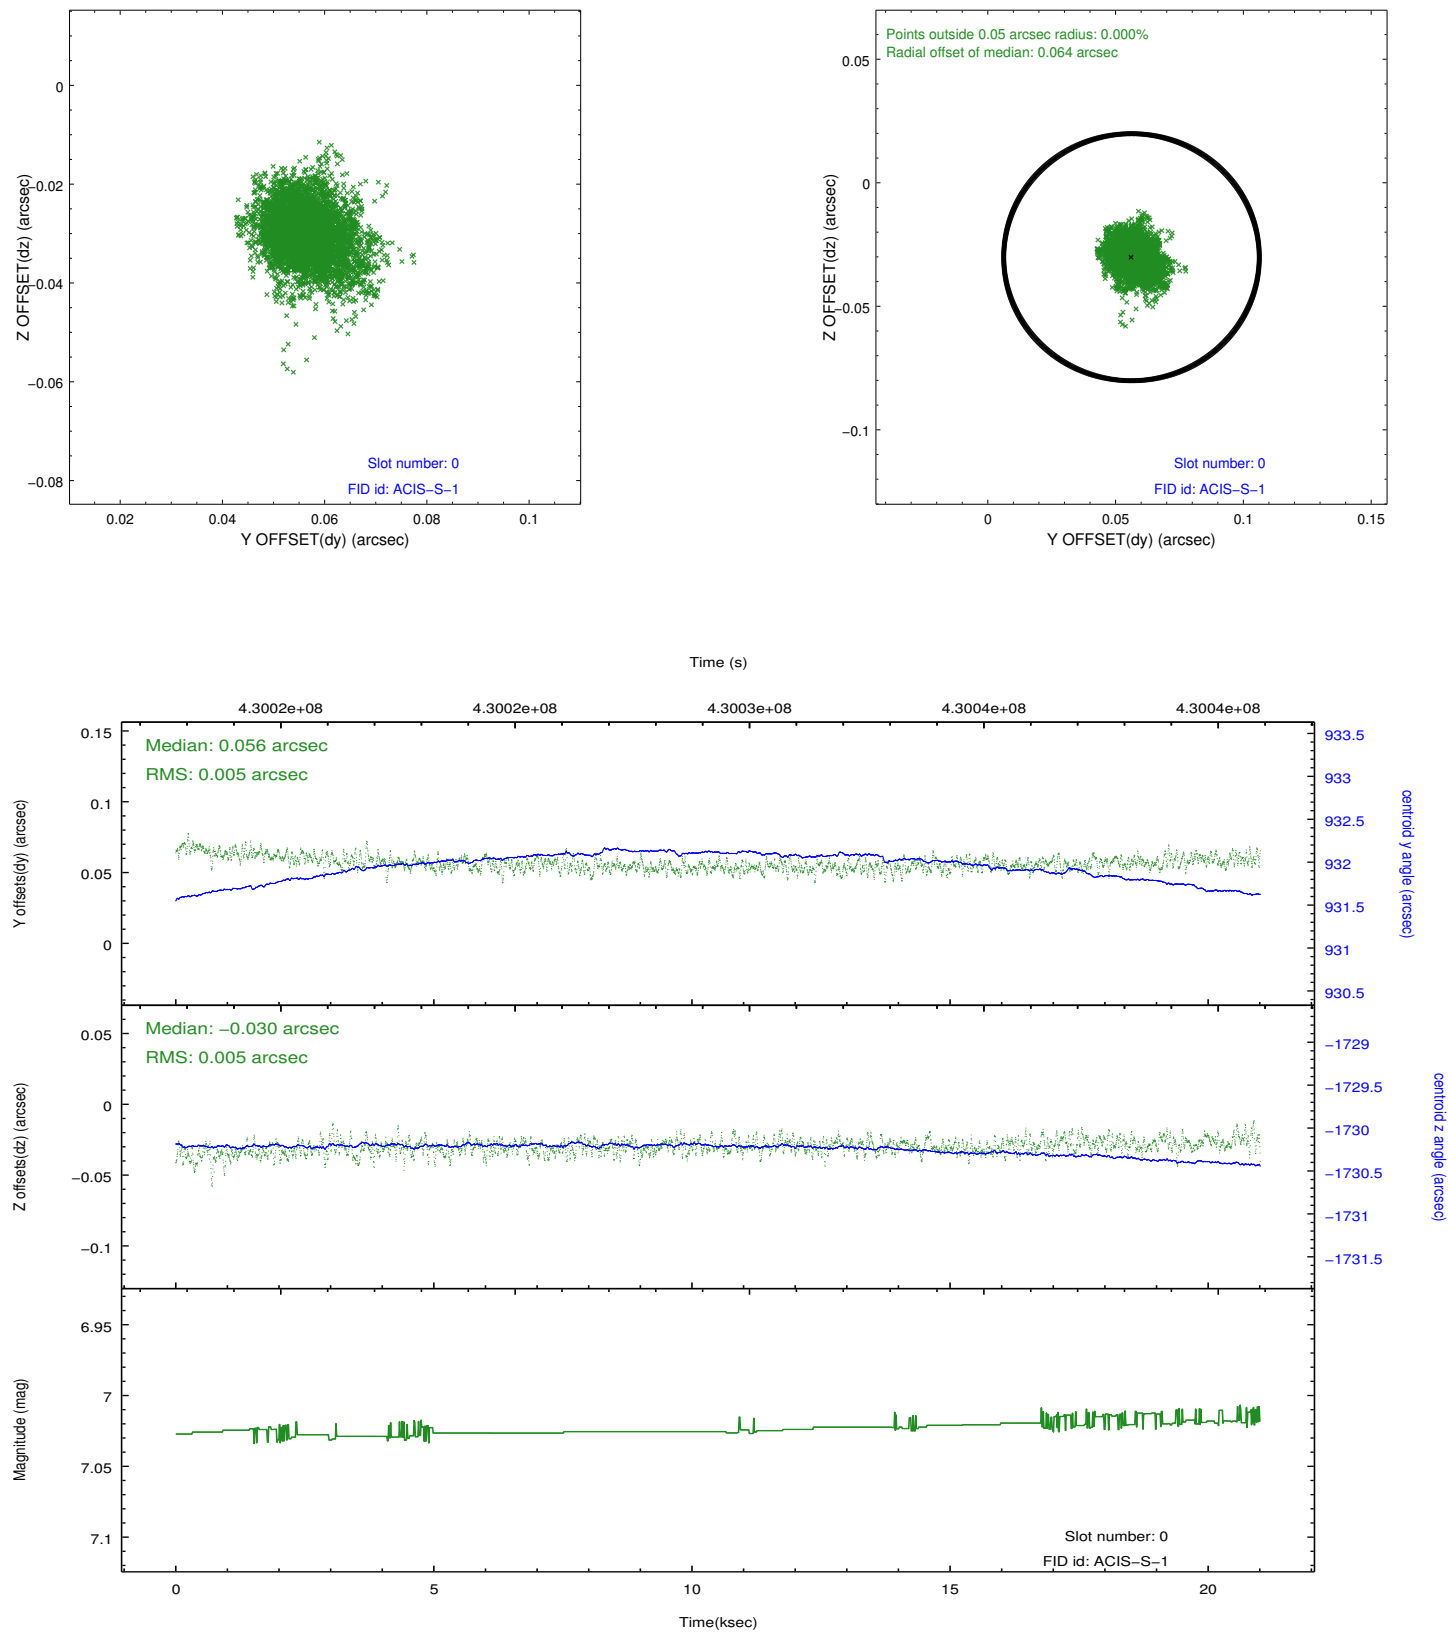 0
−0.02
−0.04
−0.06
−0.08
Z OFFSET(dz) (arcsec)
Slot number: 0
FID id: ACIS−S−1
0.02 0.04 0.06 0.08 0.1
Y OFFSET(dy) (arcsec)
Points outside 0.05 arcsec radius: 0.000%
Radial offset of median: 0.064 arcsec
0.05
0
−0.05
−0.1
Z OFFSET(dz) (arcsec)
Slot number: 0
FID id: ACIS−S−1
0 0.05 0.1 0.15
Y OFFSET(dy) (arcsec)
Time (s)
4.3002e+08 4.3002e+08 4.3003e+08 4.3004e+08 4.3004e+08
Median: 0.056 arcsec
RMS: 0.005 arcsec
0.15
0.1
0.05
0
Y offsets(dy) (arcsec)
933.5
933
932.5
932
931.5
931
930.5
centroid y angle (arcsec)
Median: −0.030 arcsec
RMS: 0.005 arcsec
0.05
0
−0.05
−0.1
Z offsets(dz) (arcsec)
−1729
−1729.5
−1730
−1730.5
−1731
−1731.5
centroid z angle (arcsec)
6.95
7
7.05
7.1
Magnitude (mag)
Slot number: 0
FID id: ACIS−S−1
0 5 10 15 20
Time(ksec)